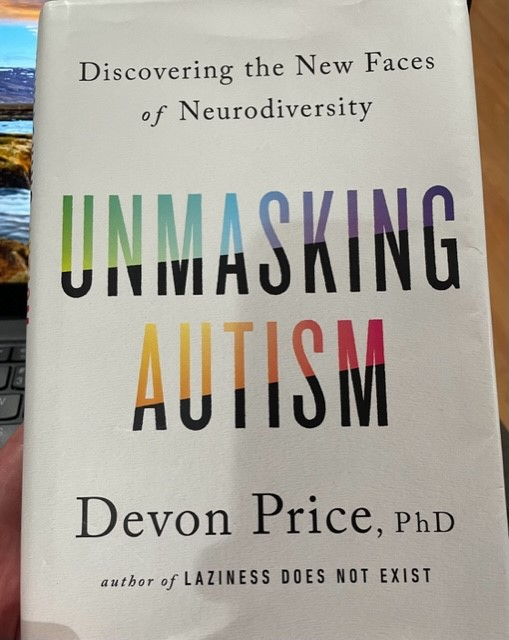 Discovering the New Faces
of Neurodiversity
UNMASKING
AUTISM
Devon Price, PhD
author of LAZINESS DOES NOT EXIST